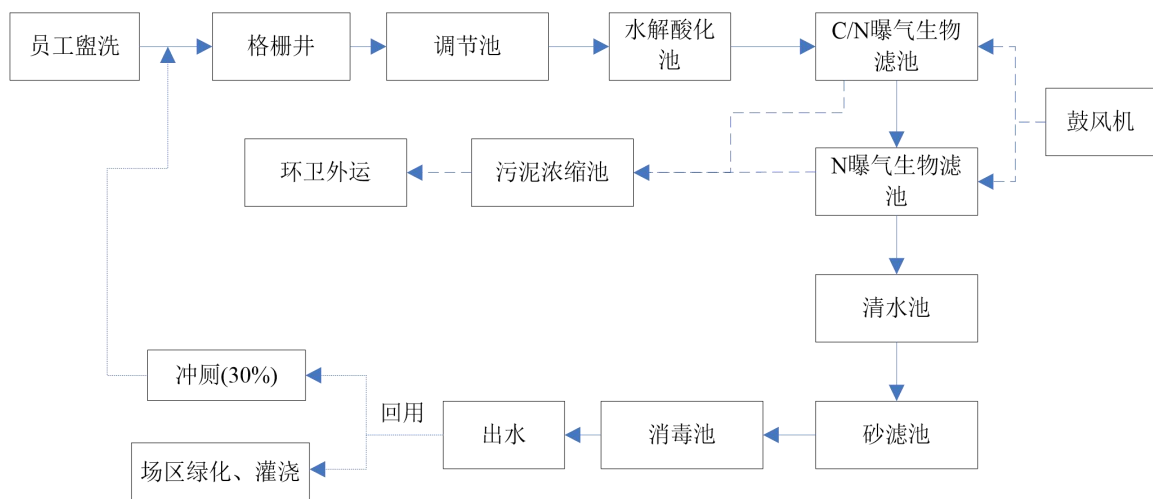 员工盥洗
格栅井
调节池
水解酸化
池
C/N曝气生物
滤池
鼓风机
环卫外运
污泥浓缩池
N曝气生物滤
池
清水池
冲厕(30%)
回用
出水
消毒池
砂滤池
场区绿化、灌浇